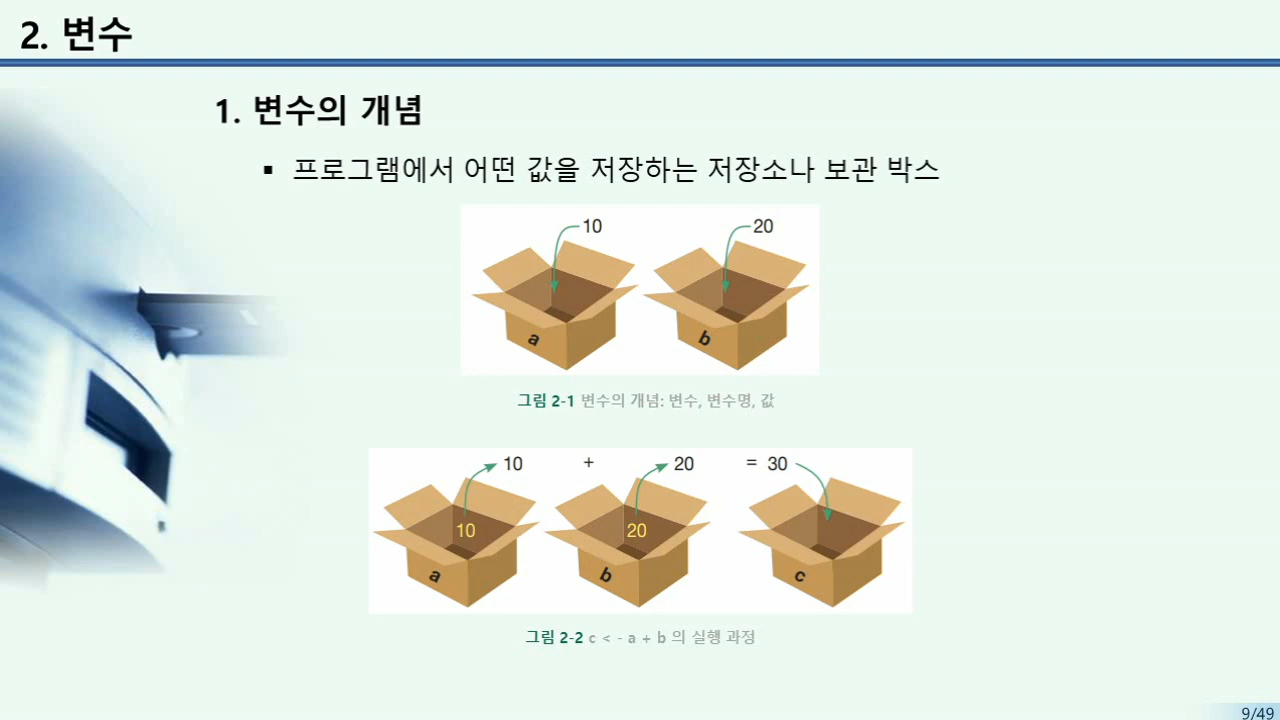 2. 변수
1. 변수의 개념
▪ 프로그램에서 어떤 값을 저장하는 저장소나 보관 박스
10 20
a b
그림 2-1 변수의 개념: 변수, 변수명, 값
10 + 20 = 30
10 20
a b c
그림 2-2 c < - a + b 의 실행 과정
9/49